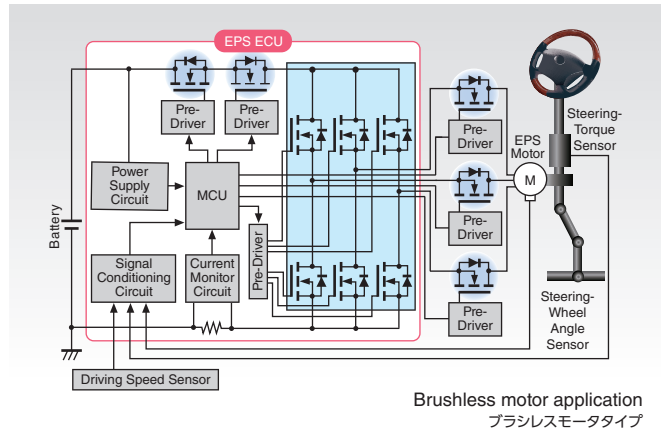 EPS ECU
Pre-
Driver
Pre-
Driver
Pre-
Driver
Steering-
Torque
Sensor
EPS
Motor
M
Power
Supply
Circuit
MCU
Pre-
Driver
Battery
Signal
Conditioning
Circuit
Current
Monitor
Circuit
Pre-Driver
Pre-
Driver
Steering-
Wheel
Angle
Sensor
Driving Speed Sensor
Brushless motor application
ブラシレスモータタイプ